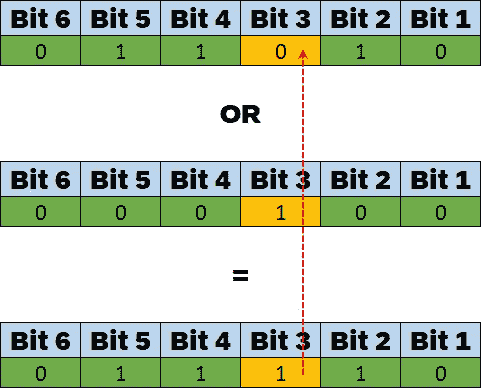 Bit 6 Bit 5 Bit 4 Bit 3 Bit 2 Bit 1
0 1 1 0 1 0
OR
Bit 6 Bit 5 Bit 4 Bit 3 Bit 2 Bit 1
0 0 0 1 0 0
=
Bit 6 Bit 5 Bit 4 Bit 3 Bit 2 Bit 1
0 1 1 1 1 0